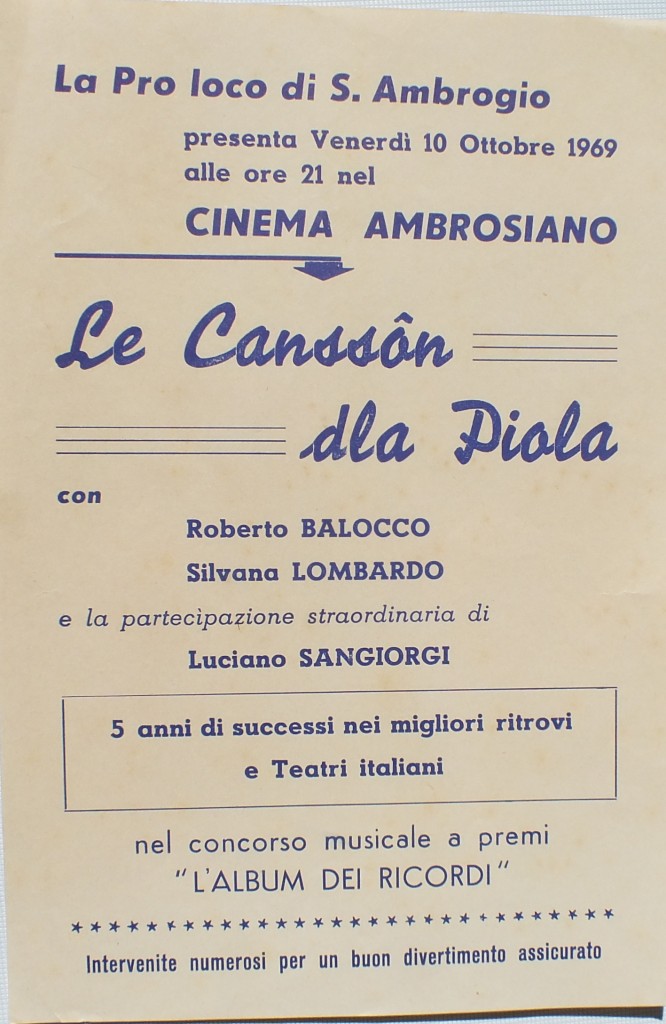 La Pro loco di S. Ambrogio
presenta Venerdì 10 Ottobre 1969
alle ore 21 nel
CINEMA AMBROSIANO
Le Canssôn
dla Piola
con
Roberto BALOCCO
Silvana LOMBARDO
e la partecìpazione straordinaria di
Luciano SANGIORGI
5 anni di successi nei migliori ritrovi
e Teatri italiani
nel concorso musicale a premi
"L'ALBUM DEI RICORDI"
Intervenite numerosi per un buon divertimento assicurato